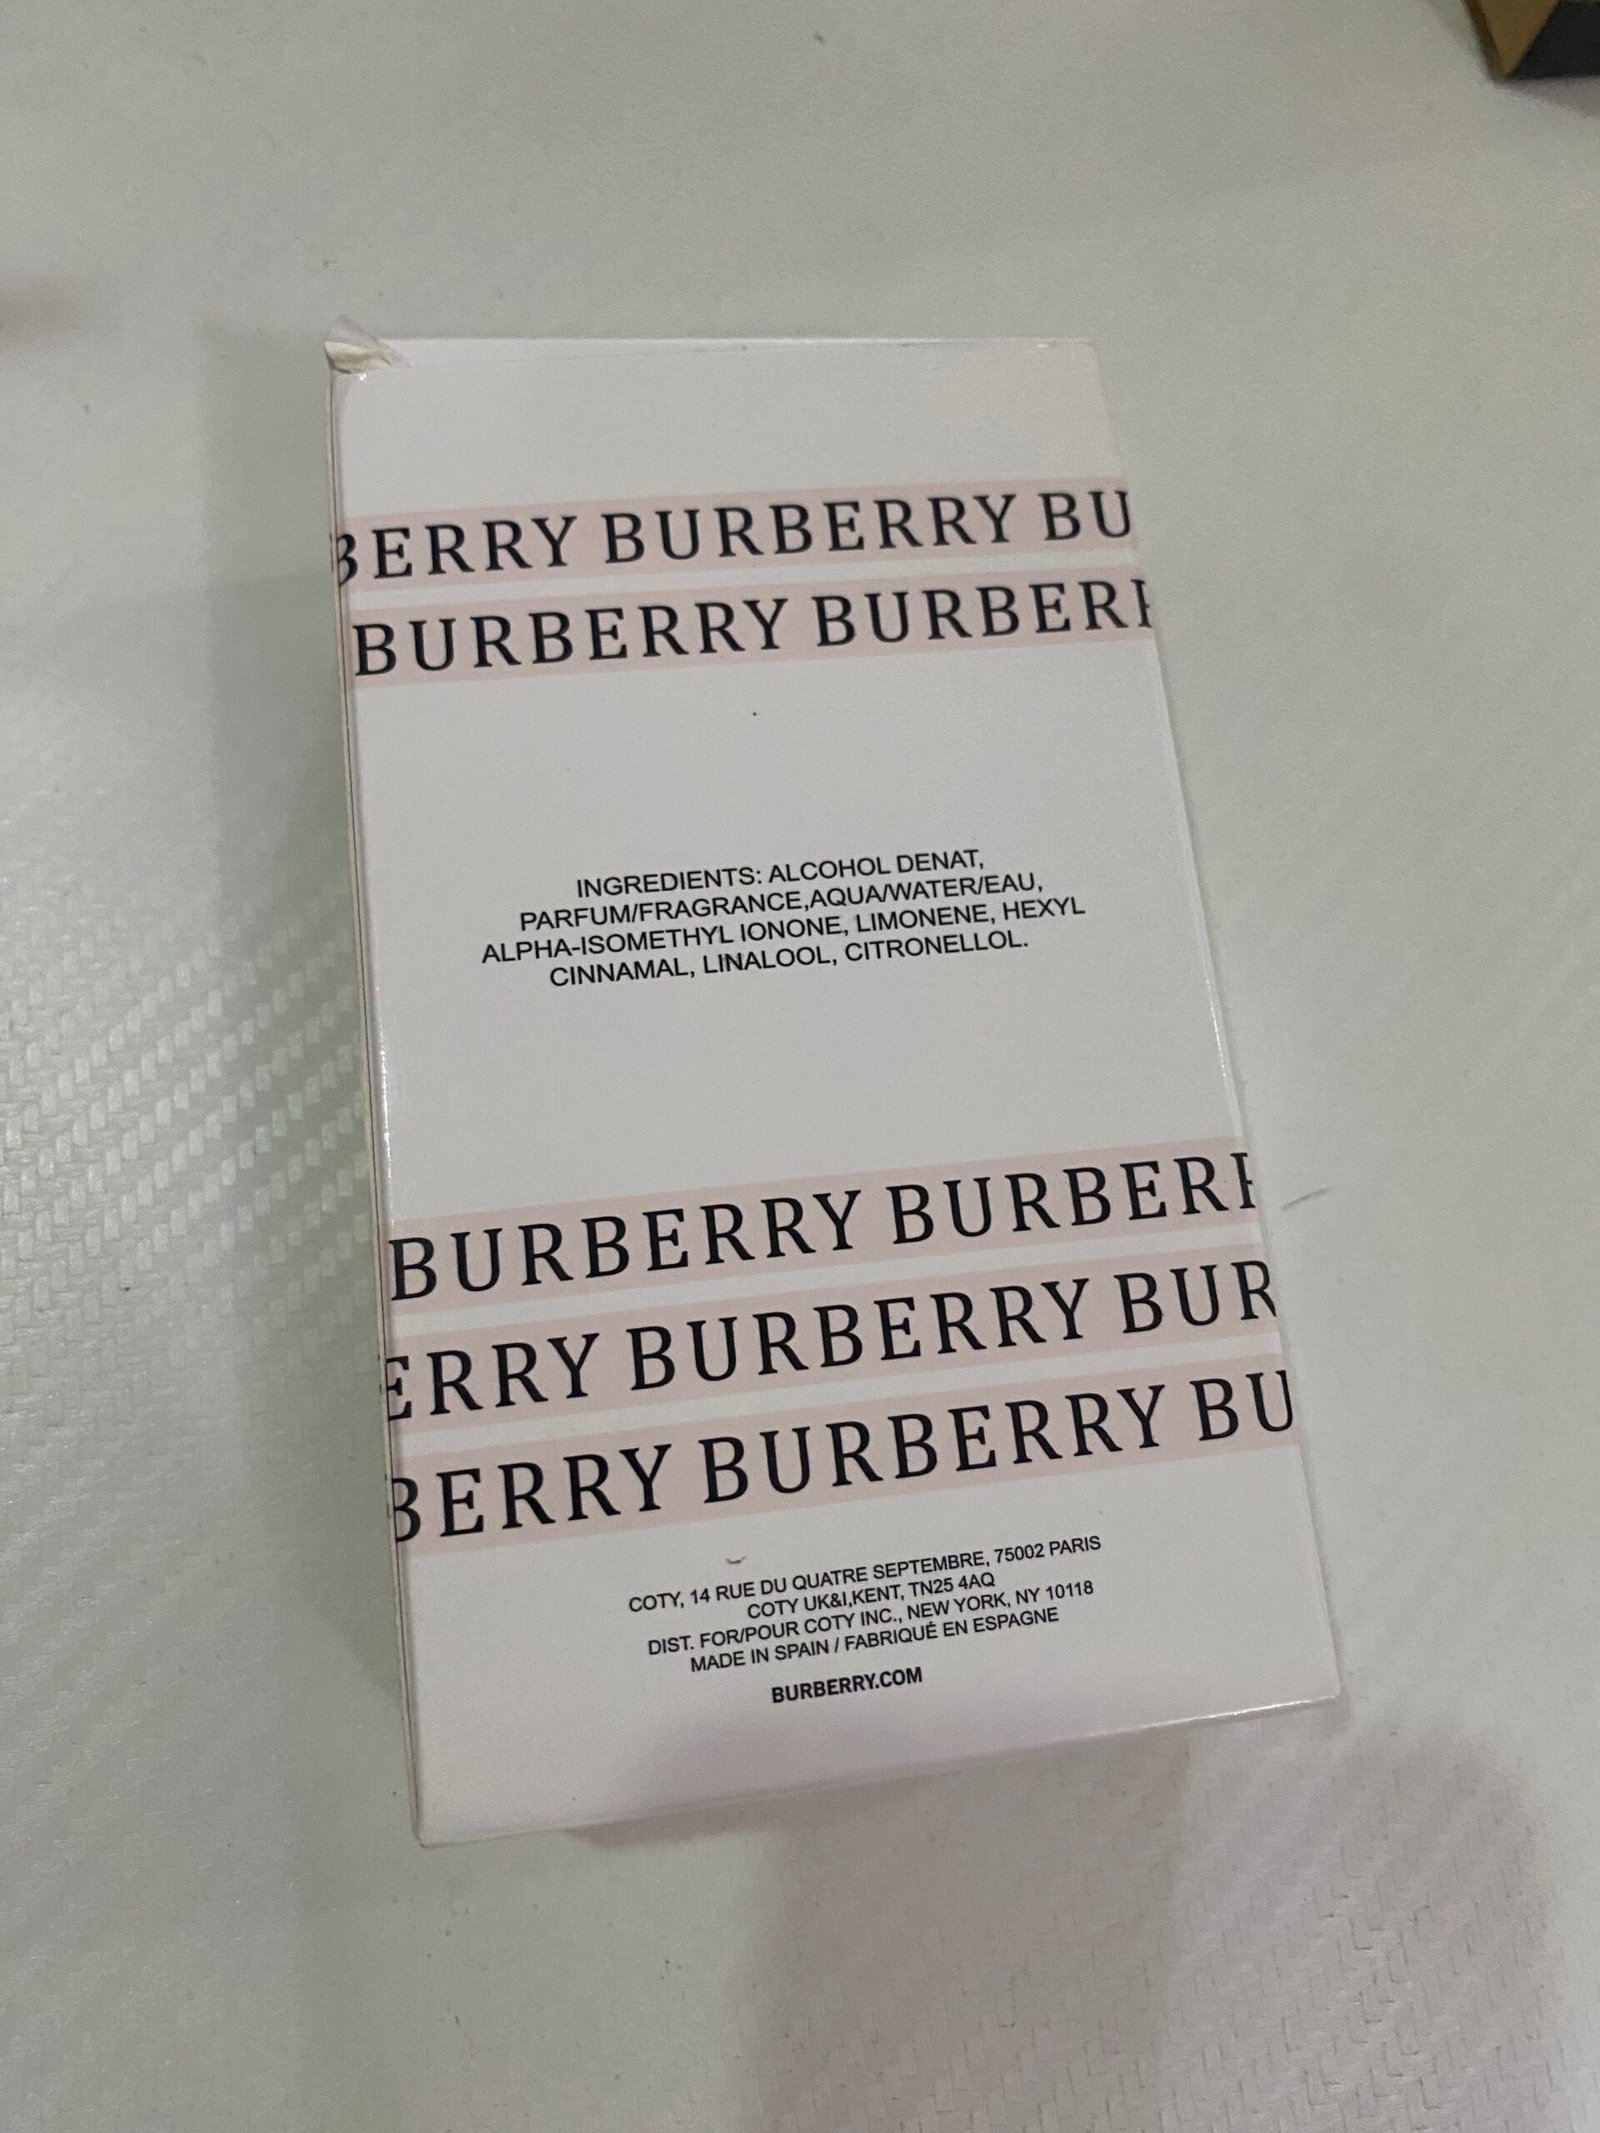 BERRY BURBERRY BU
BURBERRY BURBERR
INGREDIENTS: ALCOHOL DENAT,
PARFUM/FRAGRANCE,AQUA/WATER/EAU,
ALPHA-ISOMETHYL IONONE, LIMONENE, HEXYL
CINNAMAL, LINALOOL, CITRONELLOL.
BURBERRY BURBERR
ERRY BURBERRY BUR
BERRY BURBERRY BU
COTY, 14 RUE DU QUATRE SEPTEMBRE, 75002 PARIS
COTY UK&I,KENT, TN25 4AQ
DIST. FOR/POUR COTY INC., NEW YORK, NY 10118
MADE IN SPAIN / FABRIQUÉ EN ESPAGNE
BURBERRY.COM